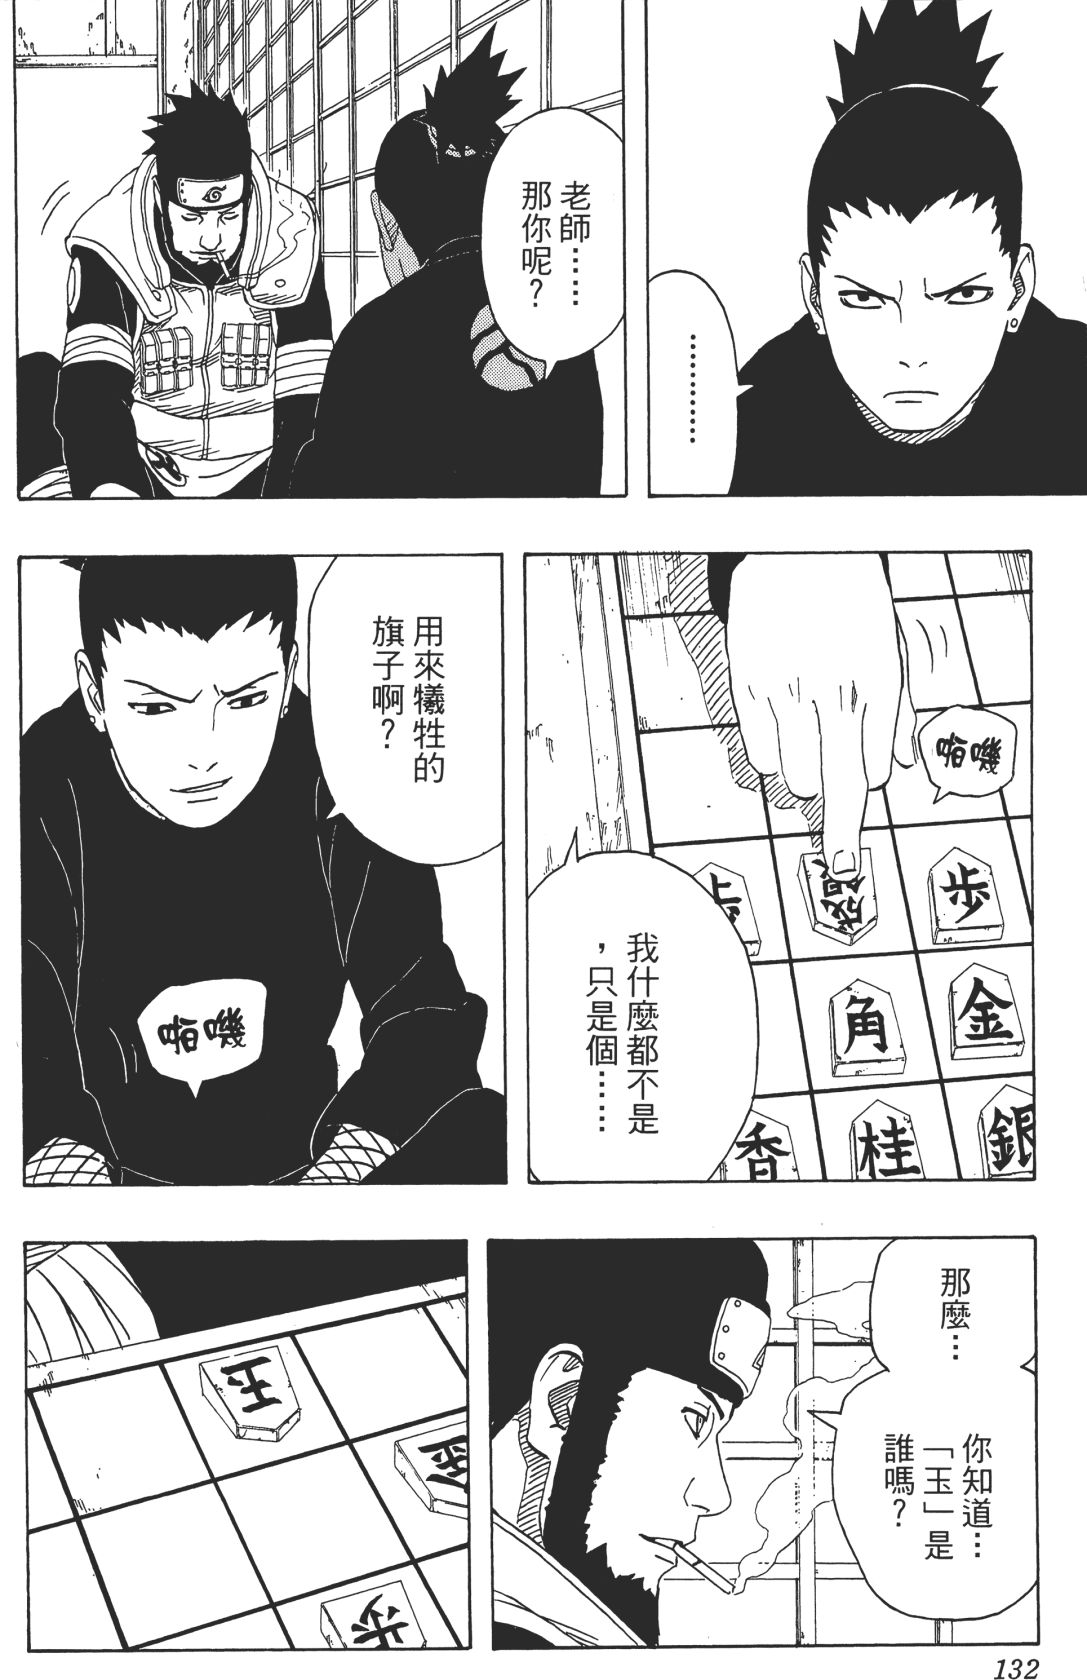 ………
老師……
那你呢？
啪嘰
步
角
金
香
桂
銀
我什麼都不是
，只是個……
用來犧牲的
旗子啊？
啪嘰
那麼…
你知道…
「玉」是
誰嗎？
王
金
步
132